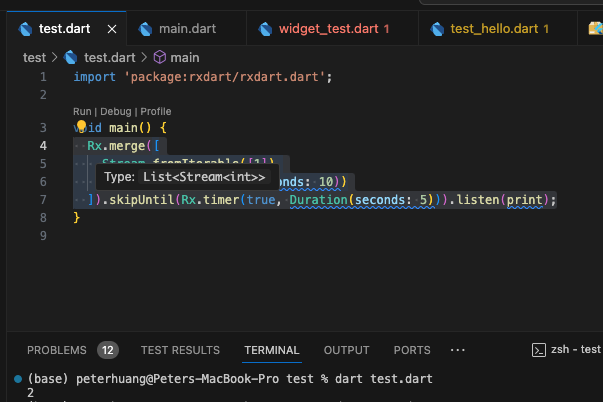 test.dart
main.dart
widget_test.dart 1
test_hello.dart 1
test > test.dart > main
1 import 'package:rxdart/rxdart.dart';
2
Run | Debug | Profile
3 void main() {
4 Rx.merge([
5 Stream.fromIterable([1]),
Type: List<Stream<int>>
6 onds: 10))
7 ]).skipUntil(Rx.timer(true, Duration(seconds: 5))).listen(print);
8 }
9
PROBLEMS 12 TEST RESULTS TERMINAL OUTPUT PORTS ··· zsh - test
(base) peterhuang@Peters-MacBook-Pro test % dart test.dart
2